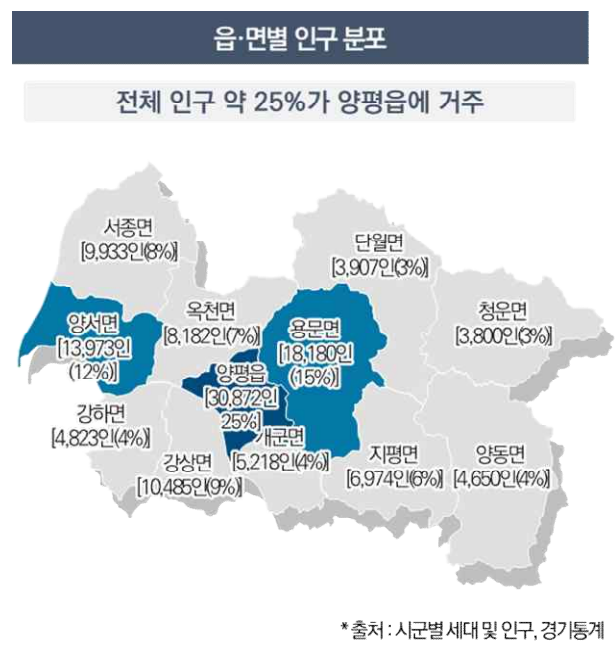 읍·면별 인구 분포
전체 인구 약 25%가 양평읍에 거주
서종면
[9,933인(8%)]
단월면
[3,907인(3%)]
청운면
[3,800인(3%)]
옥천면
[8,182인(7%)]
양서면
[13,973인
(12%)]
용문면
[18,180인
(15%)]
양평읍
[30,872인
25%)]
강하면
[4,823인(4%)]
강상면
[10,485인(9%)]
개군면
[5,218인(4%)]
지평면
[6,974인(6%)]
양동면
[4,650인(4%)]
* 출처 : 시군별 세대 및 인구, 경기통계